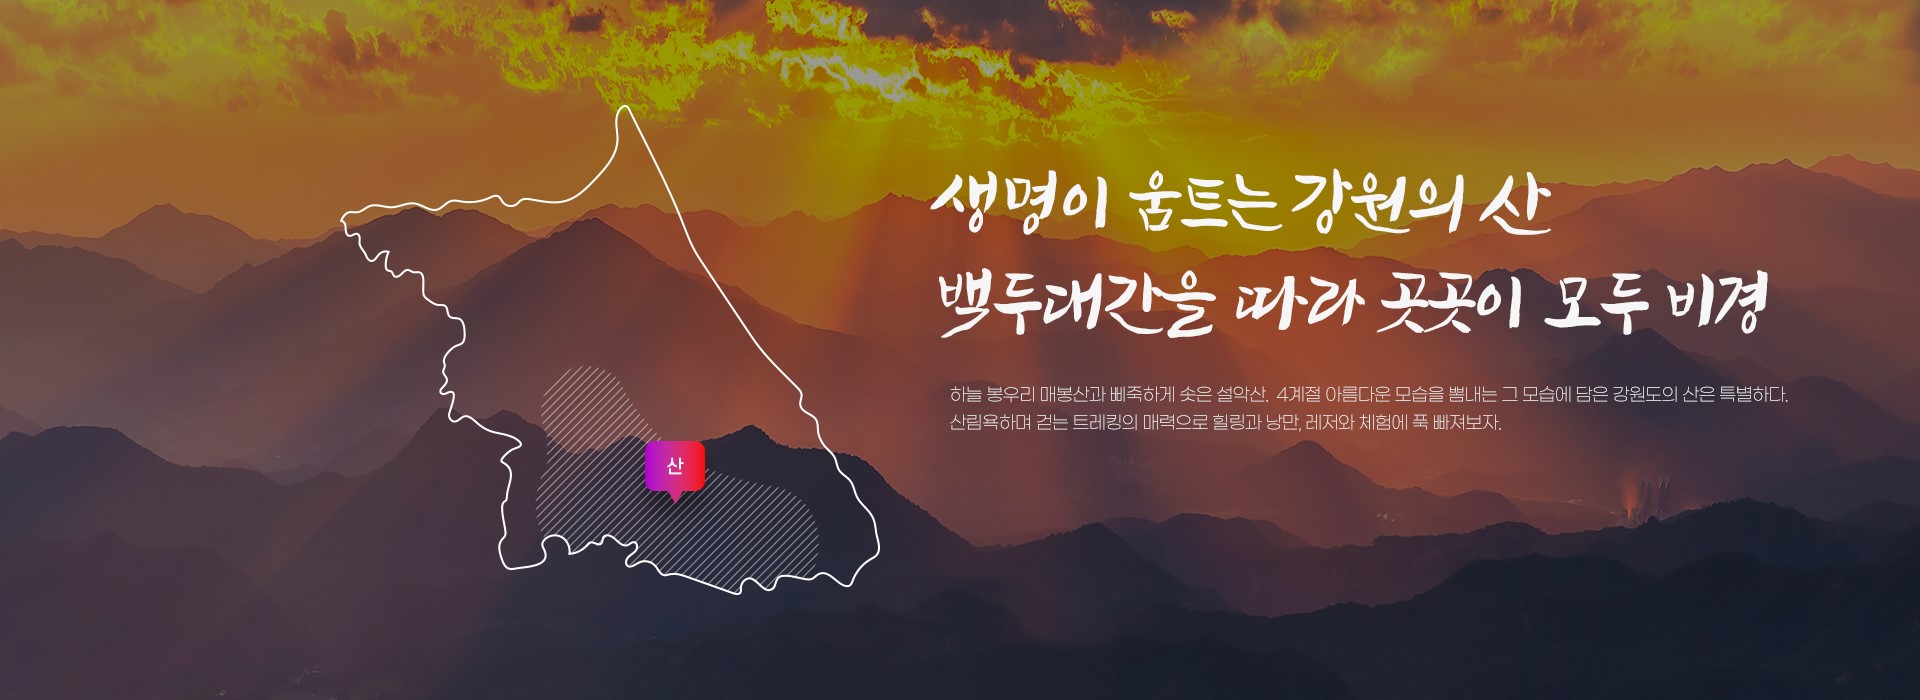 생명이 움트는 강원의 산
백두대간을 따라 곳곳이 모두 비경
하늘 봉우리 매봉산과 삐죽하게 솟은 설악산. 4계절 아름다운 모습을 뽐내는 그 모습에 담은 강원도의 산은 특별하다.
산림욕하며 걷는 트레킹의 매력으로 힐링과 낭만, 레저와 체험에 푹 빠져보자.
산